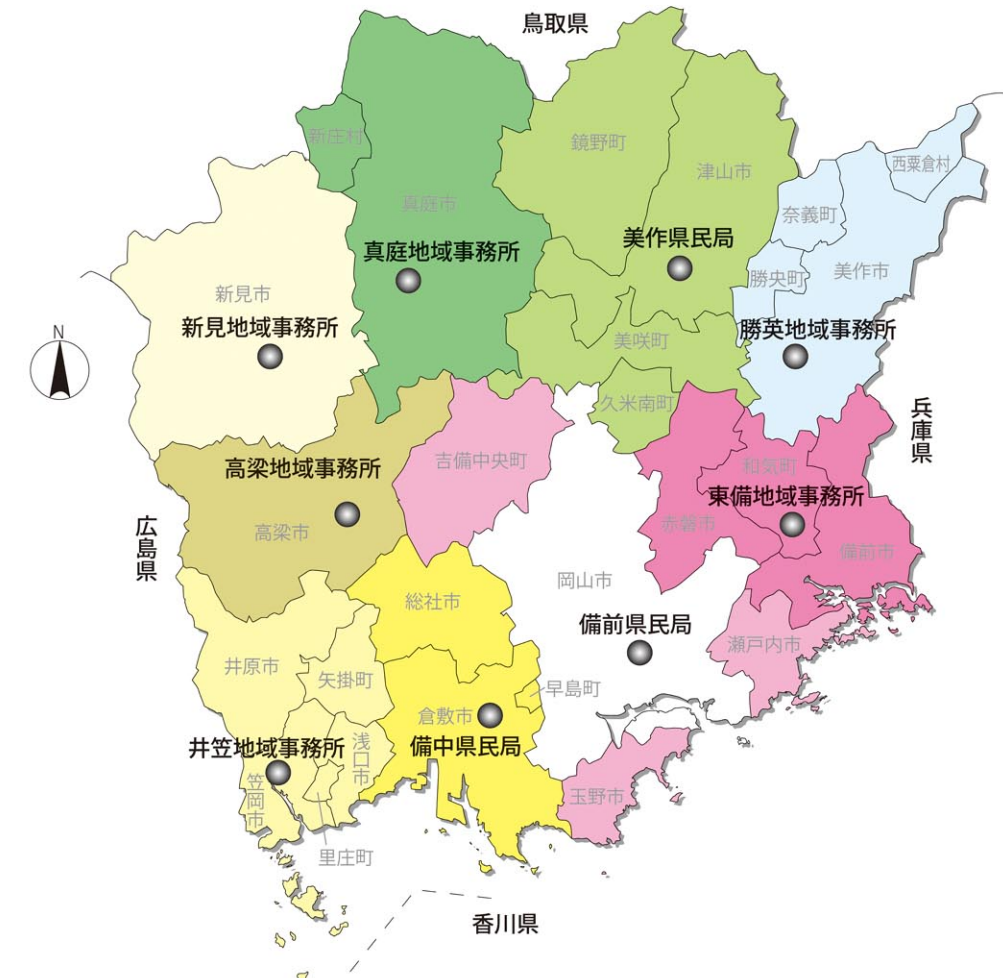 鳥取県
新庄村
鏡野町
津山市
西粟倉村
真庭市
奈義町
美作県民局
真庭地域事務所
勝央町
美作市
新見市
新見地域事務所
勝英地域事務所
N
美咲町
久米南町
兵庫県
吉備中央町
高梁地域事務所
和気町
東備地域事務所
赤磐市
広島県
高梁市
備前市
岡山市
総社市
備前県民局
瀬戸内市
井原市
矢掛町
早島町
倉敷市
備中県民局
井笠地域事務所
浅口市
笠岡市
玉野市
里庄町
香川県